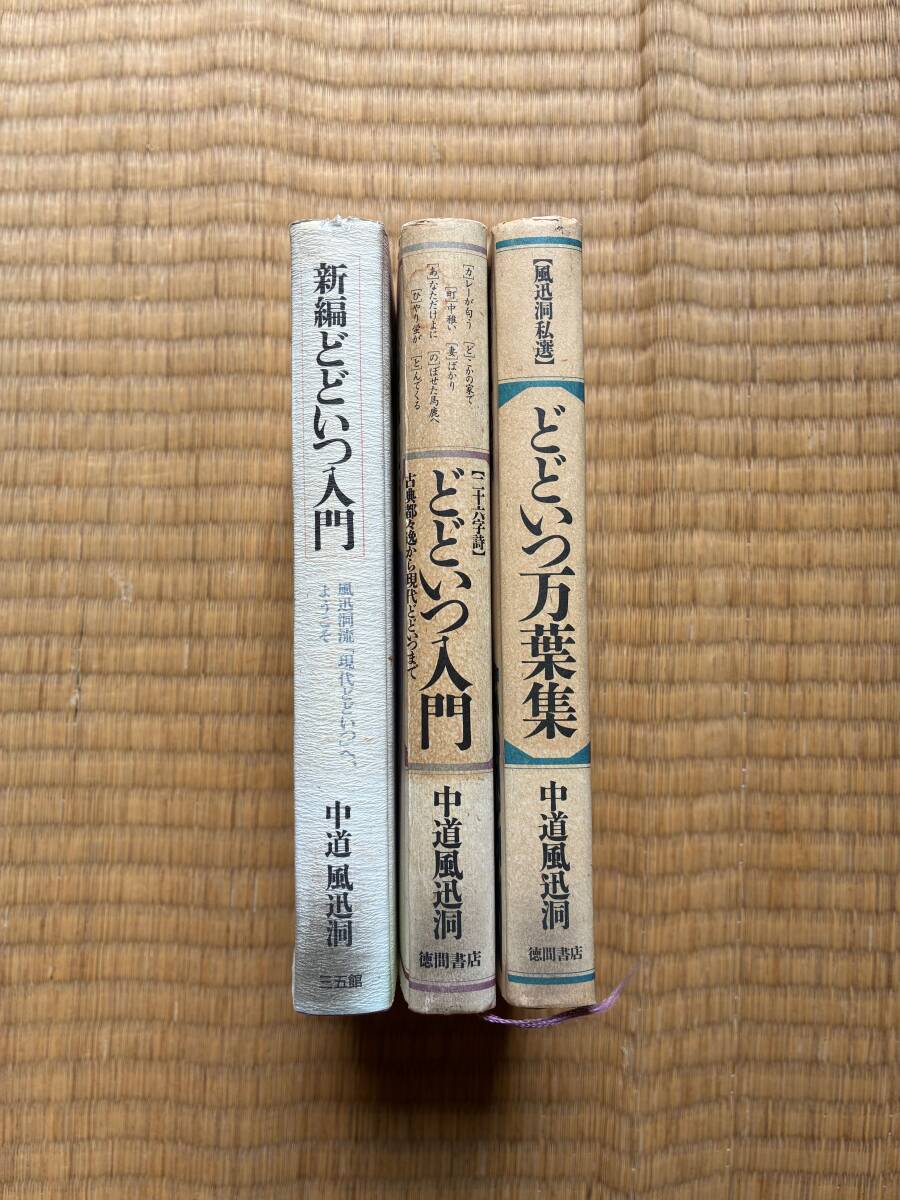 新編どどいつ入門
風迅洞流「現代どどいつ」へ、
ようこそ
中道風迅洞
三五館
[カ]レーが匂う [ど]こかの家で
[町]中雅い [妻]ばかり
[あ]なただけよに [の]ぼせた馬鹿へ
[ひ]やり蛍が [と]んでくる
【二十六字詩】
どどいつ入門
古典都々逸から現代どどいつまで
中道風迅洞
徳間書店
【風迅洞私選】
どどいつ万葉集
中道風迅洞
徳間書店